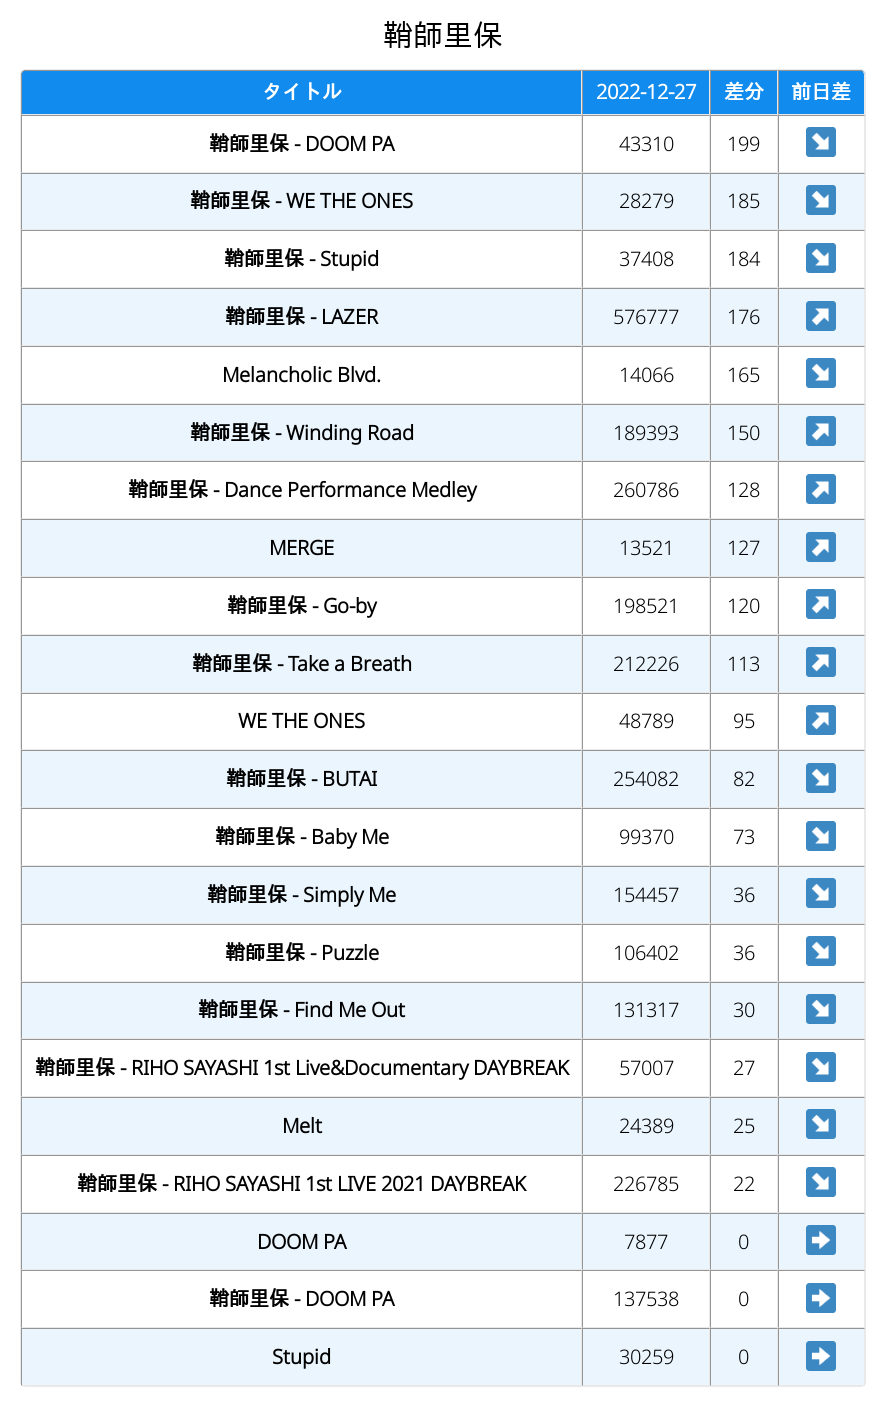 鞘師里保
タイトル 2022-12-27 差分 前日差
鞘師里保 - DOOM PA 43310 199 ↘
鞘師里保 - WE THE ONES 28279 185 ↘
鞘師里保 - Stupid 37408 184 ↘
鞘師里保 - LAZER 576777 176 ↗
Melancholic Blvd. 14066 165 ↘
鞘師里保 - Winding Road 189393 150 ↗
鞘師里保 - Dance Performance Medley 260786 128 ↗
MERGE 13521 127 ↗
鞘師里保 - Go-by 198521 120 ↗
鞘師里保 - Take a Breath 212226 113 ↗
WE THE ONES 48789 95 ↗
鞘師里保 - BUTAI 254082 82 ↘
鞘師里保 - Baby Me 99370 73 ↘
鞘師里保 - Simply Me 154457 36 ↘
鞘師里保 - Puzzle 106402 36 ↘
鞘師里保 - Find Me Out 131317 30 ↘
鞘師里保 - RIHO SAYASHI 1st Live&Documentary DAYBREAK 57007 27 ↘
Melt 24389 25 ↘
鞘師里保 - RIHO SAYASHI 1st LIVE 2021 DAYBREAK 226785 22 ↘
DOOM PA 7877 0 ➡
鞘師里保 - DOOM PA 137538 0 ➡
Stupid 30259 0 ➡